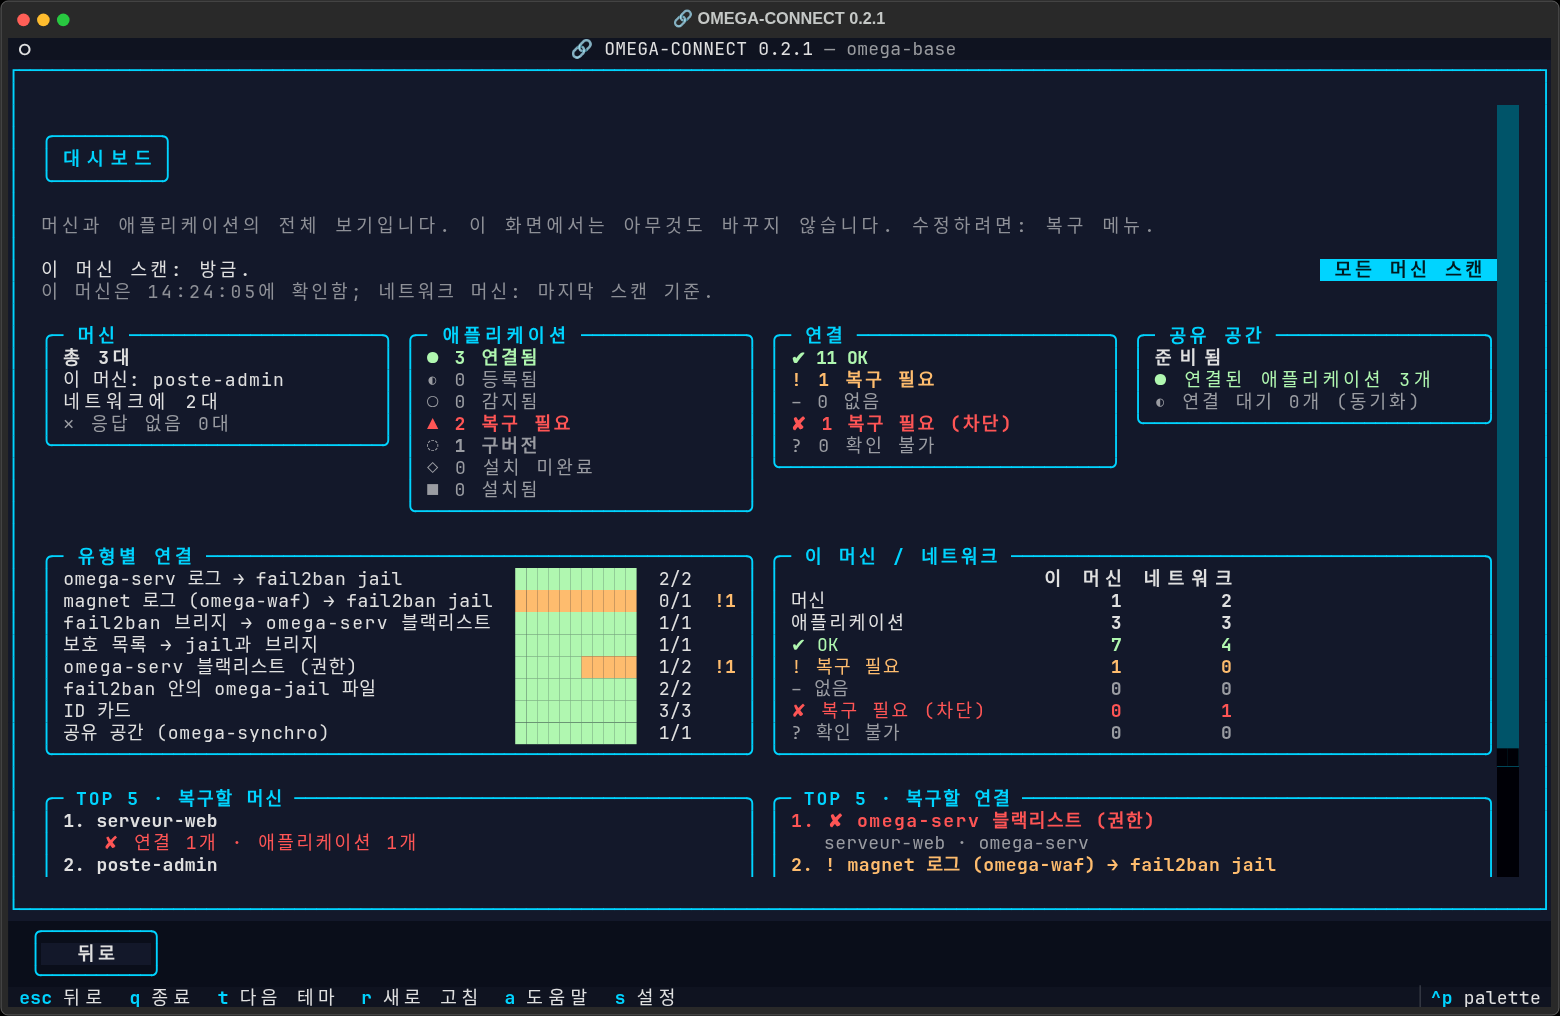 🔗 OMEGA-CONNECT 0.2.1
🔗 OMEGA-CONNECT 0.2.1 — omega-base
대시보드
머신과 애플리케이션의 전체 보기입니다. 이 화면에서는 아무것도 바꾸지 않습니다. 수정하려면: 복구 메뉴.
이 머신 스캔: 방금.
모든 머신 스캔
이 머신은 14:24:05에 확인함; 네트워크 머신: 마지막 스캔 기준.
머신
총 3대
이 머신: poste-admin
네트워크에 2대
× 응답 없음 0대
애플리케이션
● 3 연결됨
◐ 0 등록됨
○ 0 감지됨
▲ 2 복구 필요
◌ 1 구버전
◇ 0 설치 미완료
■ 0 설치됨
연결
✔ 11 OK
! 1 복구 필요
– 0 없음
✘ 1 복구 필요 (차단)
? 0 확인 불가
공유 공간
준비됨
● 연결된 애플리케이션 3개
◐ 연결 대기 0개 (동기화)
유형별 연결
omega-serv 로그 → fail2ban jail 2/2
magnet 로그 (omega-waf) → fail2ban jail 0/1 !1
fail2ban 브리지 → omega-serv 블랙리스트 1/1
보호 목록 → jail과 브리지 1/1
omega-serv 블랙리스트 (권한) 1/2 !1
fail2ban 안의 omega-jail 파일 2/2
ID 카드 3/3
공유 공간 (omega-synchro) 1/1
이 머신 / 네트워크
이 머신 네트워크
머신 1 2
애플리케이션 3 3
✔ OK 7 4
! 복구 필요 1 0
– 없음 0 0
✘ 복구 필요 (차단) 0 1
? 확인 불가 0 0
TOP 5 · 복구할 머신
1. serveur-web
✘ 연결 1개 · 애플리케이션 1개
2. poste-admin
TOP 5 · 복구할 연결
1. ✘ omega-serv 블랙리스트 (권한)
serveur-web · omega-serv
2. ! magnet 로그 (omega-waf) → fail2ban jail
뒤로
esc 뒤로 q 종료 t 다음 테마 r 새로 고침 a 도움말 s 설정 ^p palette